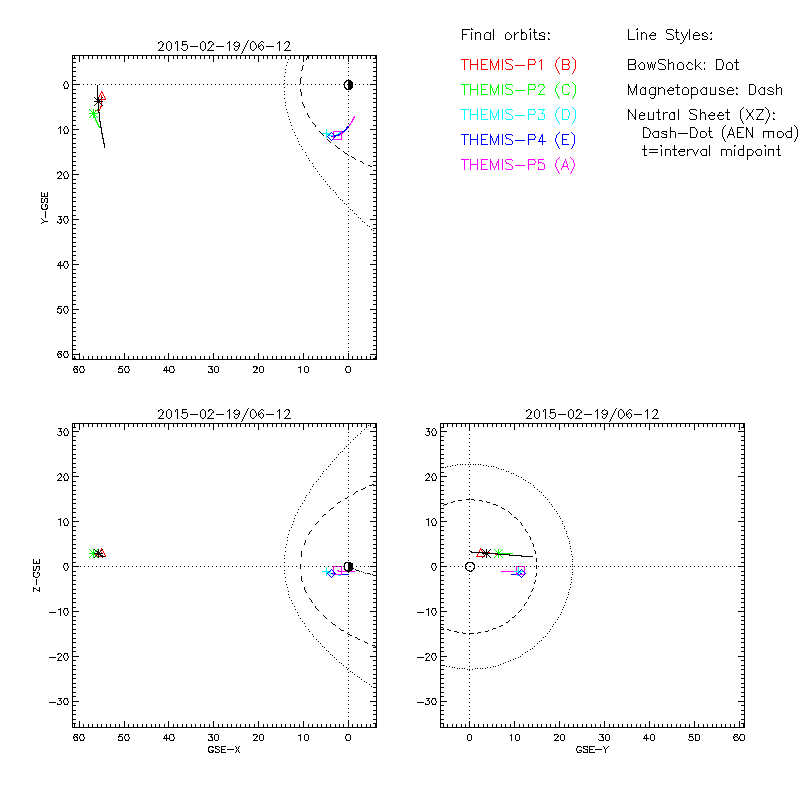 Final orbits:
Line Styles:
THEMIS-P1 (B)
BowShock: Dot
THEMIS-P2 (C)
Magnetopause: Dash
THEMIS-P3 (D)
Neutral Sheet (XZ):
THEMIS-P4 (E)
Dash-Dot (AEN mod)
t=interval midpoint
THEMIS-P5 (A)
2015-02-19/06-12
0
10
20
30
40
50
60
Y-GSE
60 50 40 30 20 10 0
2015-02-19/06-12
30
20
10
0
-10
-20
-30
Z-GSE
60 50 40 30 20 10 0
GSE-X
2015-02-19/06-12
30
20
10
0
-10
-20
-30
0 10 20 30 40 50 60
GSE-Y